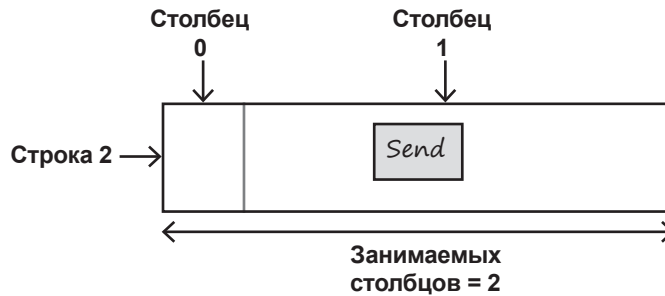 Столбец
0
Столбец
1
Строка 2
Send
Занимаемых
столбцов = 2